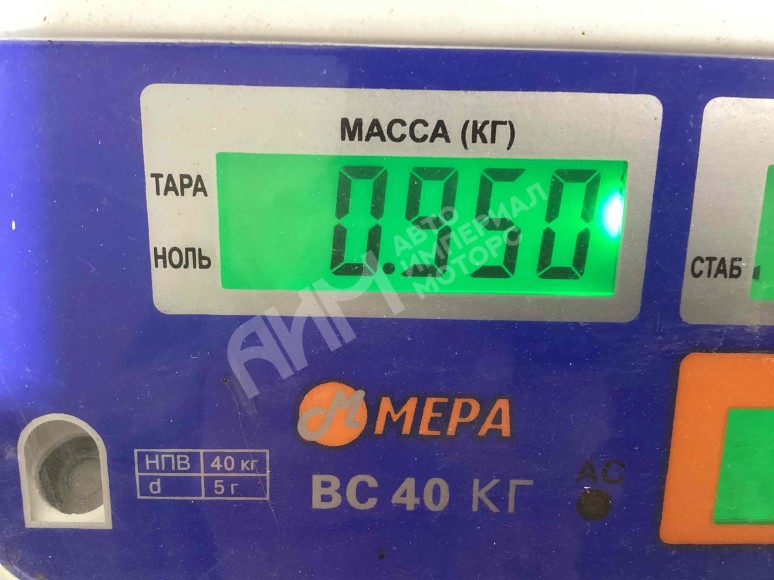 МАССА (КГ)
ТАРА
0.950
НОЛЬ
СТАБ
АИМ
АВТО
ИМПЕРИАЛ
МОТОРС
М МЕРА
НПВ 40 кг
d 5 г
ВС 40 КГ
AC